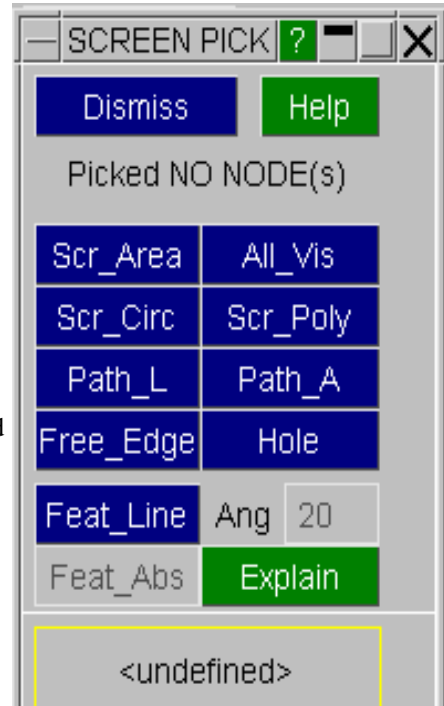 SCREEN PICK ?
Dismiss Help
Picked NO NODE(s)
Scr_Area All_Vis
Scr_Circ Scr_Poly
Path_L Path_A
Free_Edge Hole
Feat_Line Ang 20
Feat_Abs Explain
<undefined>